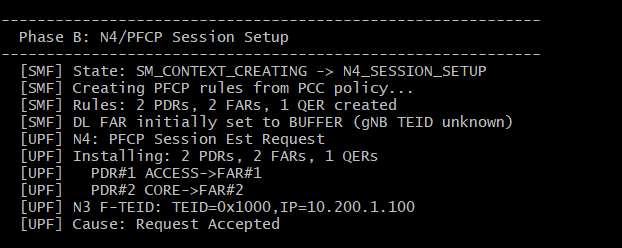 -----------------------------------------------------------
Phase B: N4/PFCP Session Setup
-----------------------------------------------------------
[SMF] State: SM_CONTEXT_CREATING -> N4_SESSION_SETUP
[SMF] Creating PFCP rules from PCC policy...
[SMF] Rules: 2 PDRs, 2 FARs, 1 QER created
[SMF] DL FAR initially set to BUFFER (gNB TEID unknown)
[UPF] N4: PFCP Session Est Request
[UPF] Installing: 2 PDRs, 2 FARs, 1 QERs
[UPF]   PDR#1 ACCESS->FAR#1
[UPF]   PDR#2 CORE->FAR#2
[UPF] N3 F-TEID: TEID=0x1000,IP=10.200.1.100
[UPF] Cause: Request Accepted